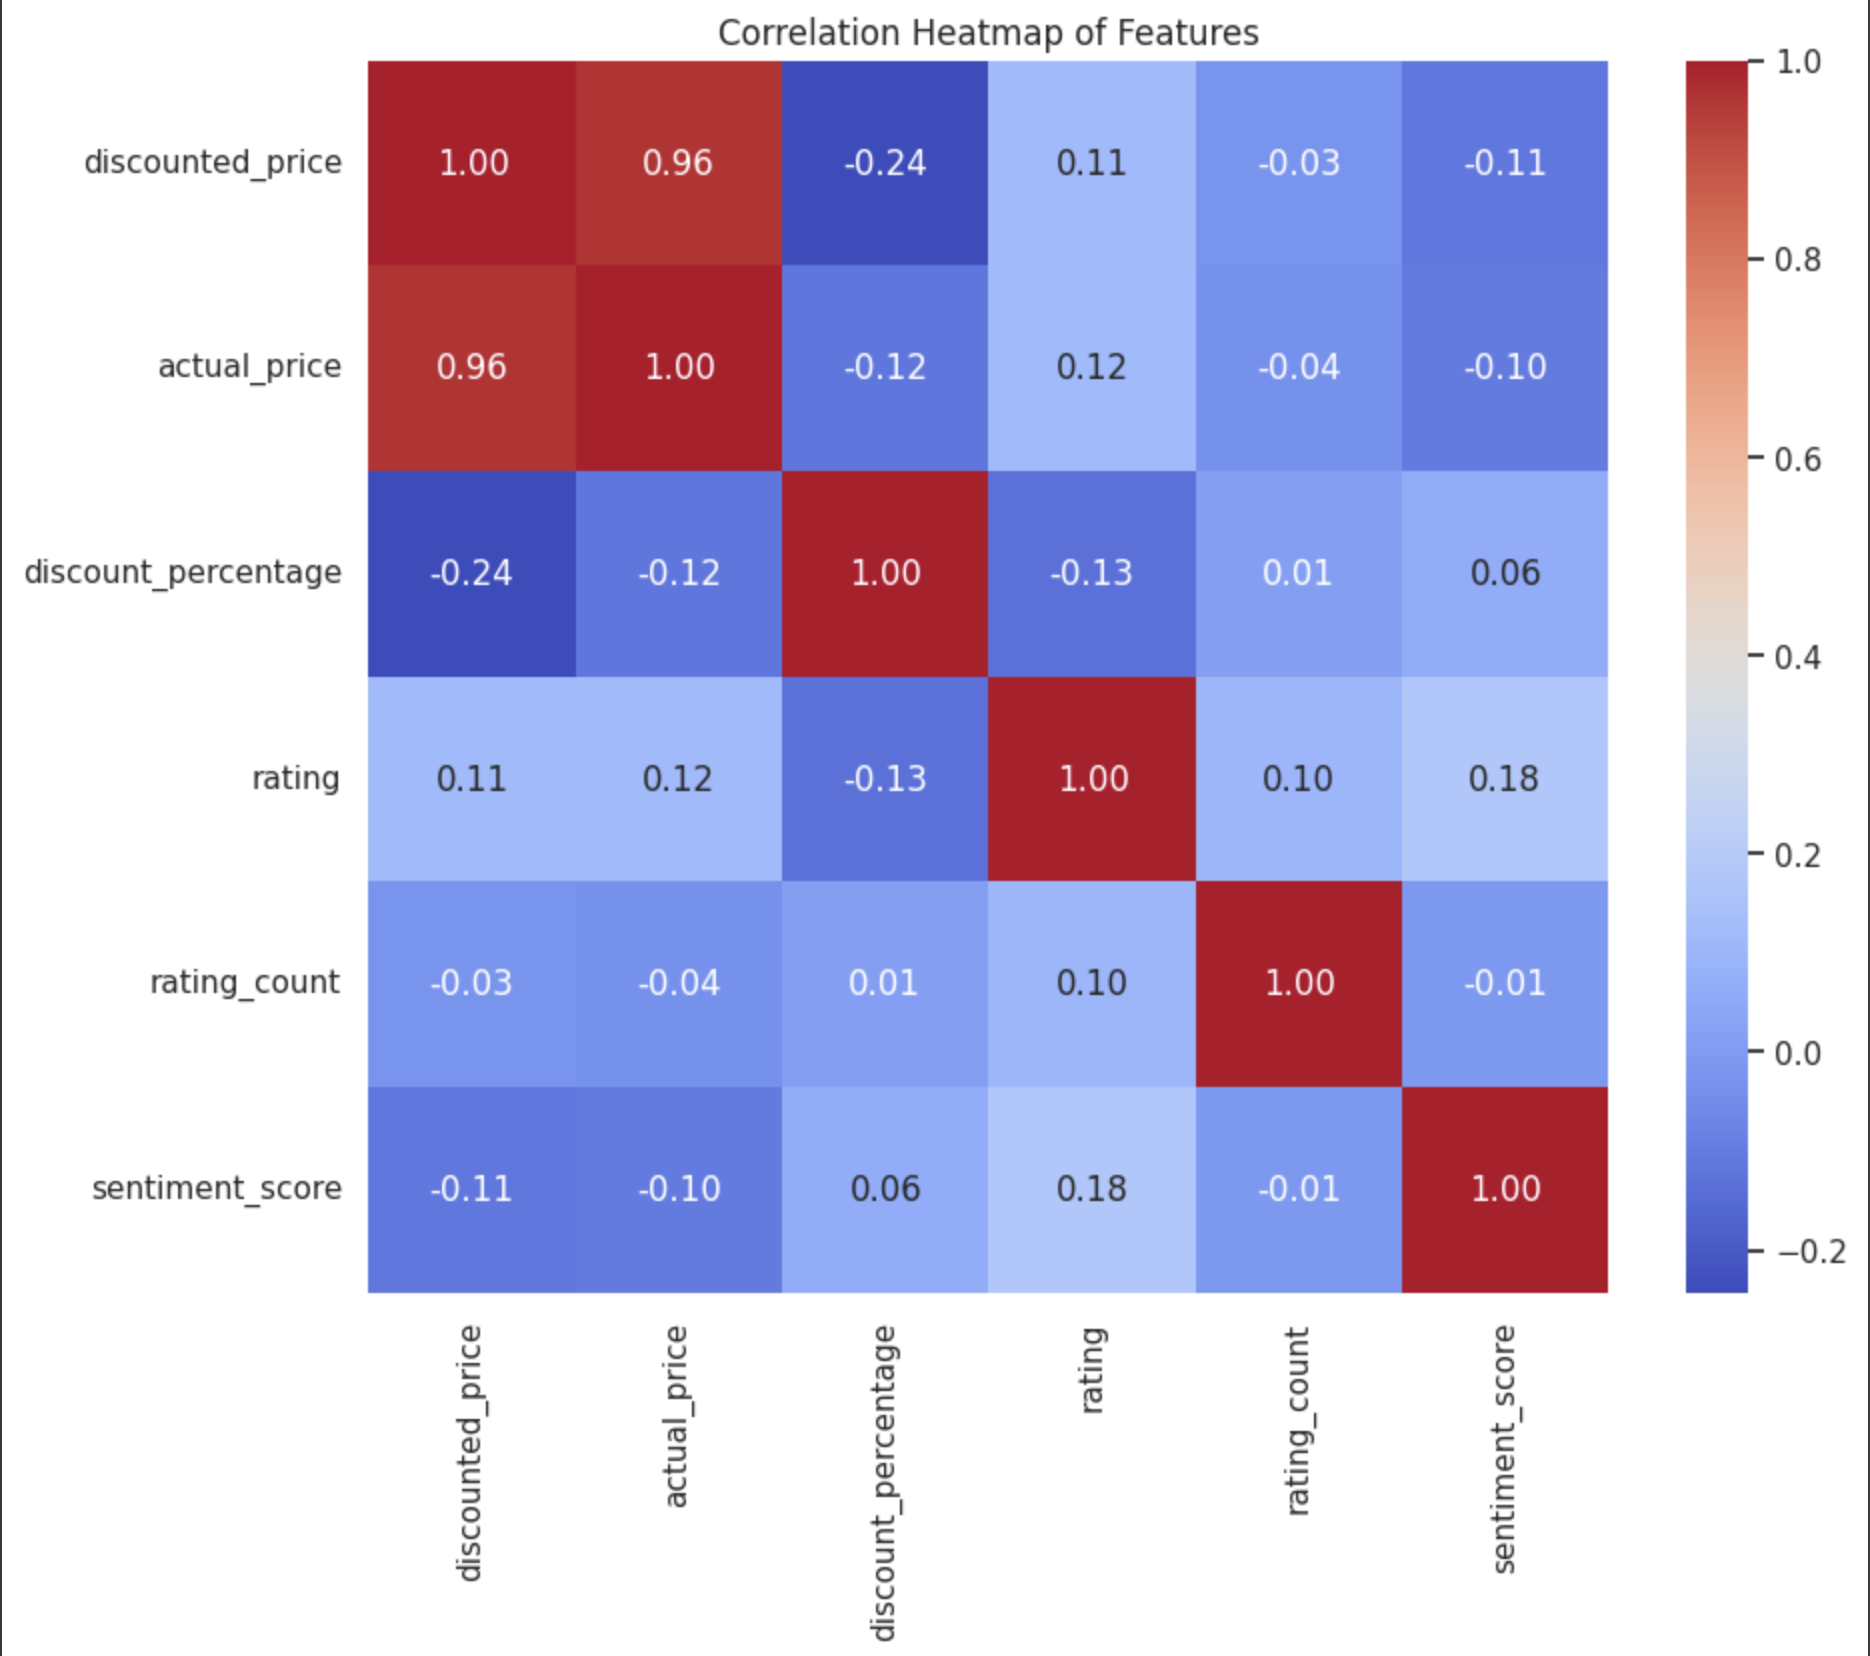 Correlation Heatmap of Features
discounted_price 1.00 0.96 -0.24 0.11 -0.03 -0.11
actual_price 0.96 1.00 -0.12 0.12 -0.04 -0.10
discount_percentage -0.24 -0.12 1.00 -0.13 0.01 0.06
rating 0.11 0.12 -0.13 1.00 0.10 0.18
rating_count -0.03 -0.04 0.01 0.10 1.00 -0.01
sentiment_score -0.11 -0.10 0.06 0.18 -0.01 1.00
discounted_price
actual_price
discount_percentage
rating
rating_count
sentiment_score
1.0
0.8
0.6
0.4
0.2
0.0
−0.2